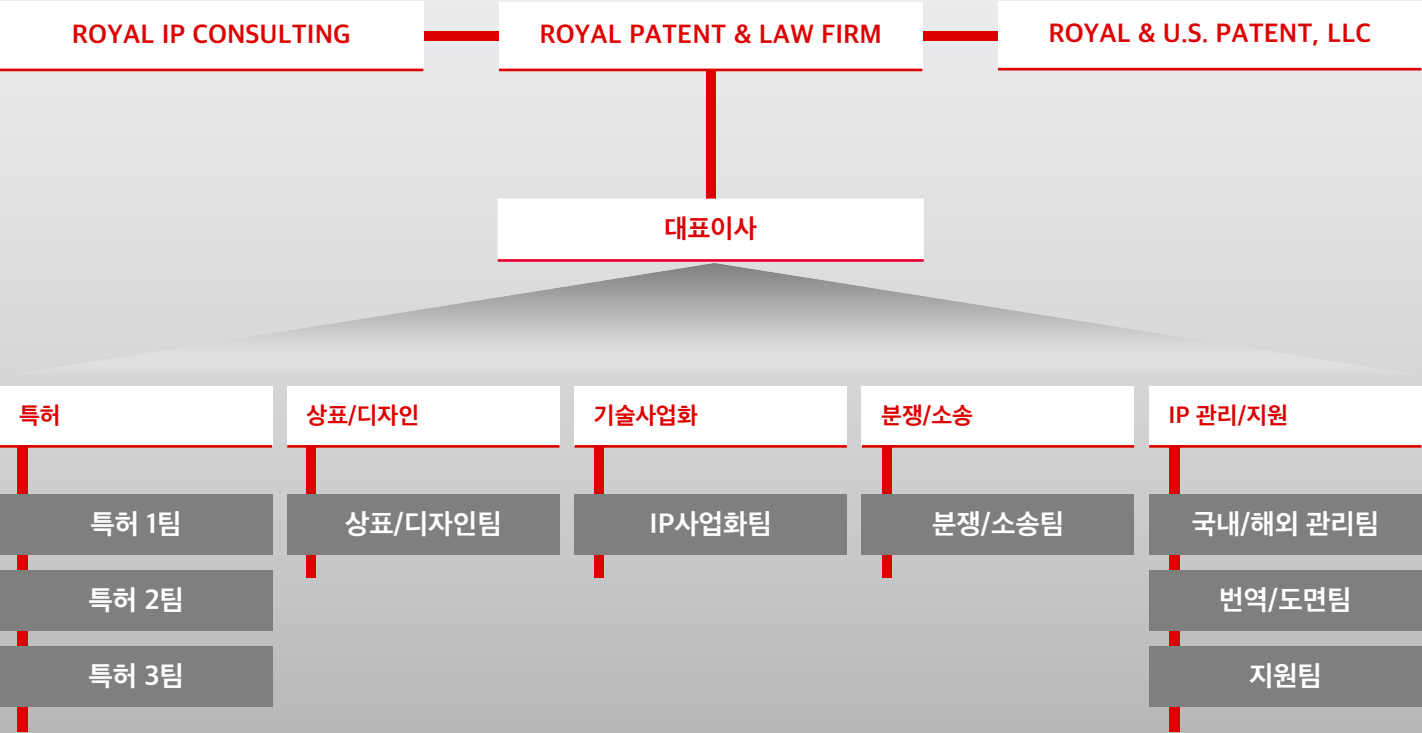 ROYAL IP CONSULTING
ROYAL PATENT & LAW FIRM
ROYAL & U.S. PATENT, LLC
대표이사
특허
상표/디자인
기술사업화
분쟁/소송
IP 관리/지원
특허 1팀
상표/디자인팀
IP사업화팀
분쟁/소송팀
국내/해외 관리팀
특허 2팀
번역/도면팀
특허 3팀
지원팀